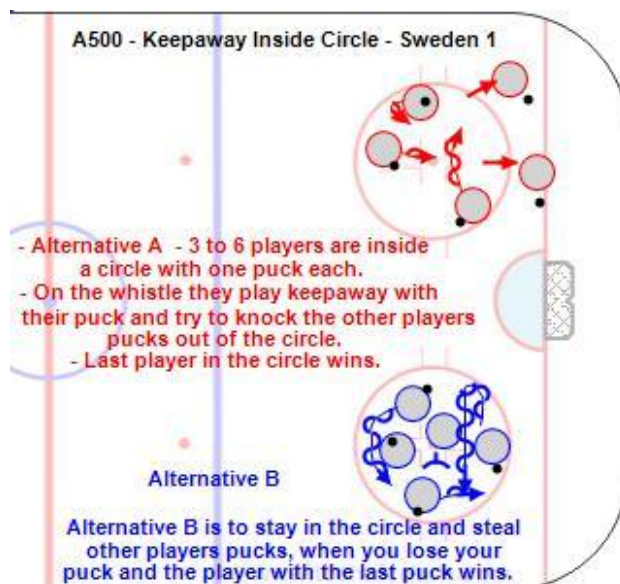 A500 - Keepaway Inside Circle - Sweden 1
- Alternative A - 3 to 6 players are inside
a circle with one puck each.
- On the whistle they play keepaway with
their puck and try to knock the other players
pucks out of the circle.
- Last player in the circle wins.
Alternative B
Alternative B is to stay in the circle and steal
other players pucks, when you lose your
puck and the player with the last puck wins.